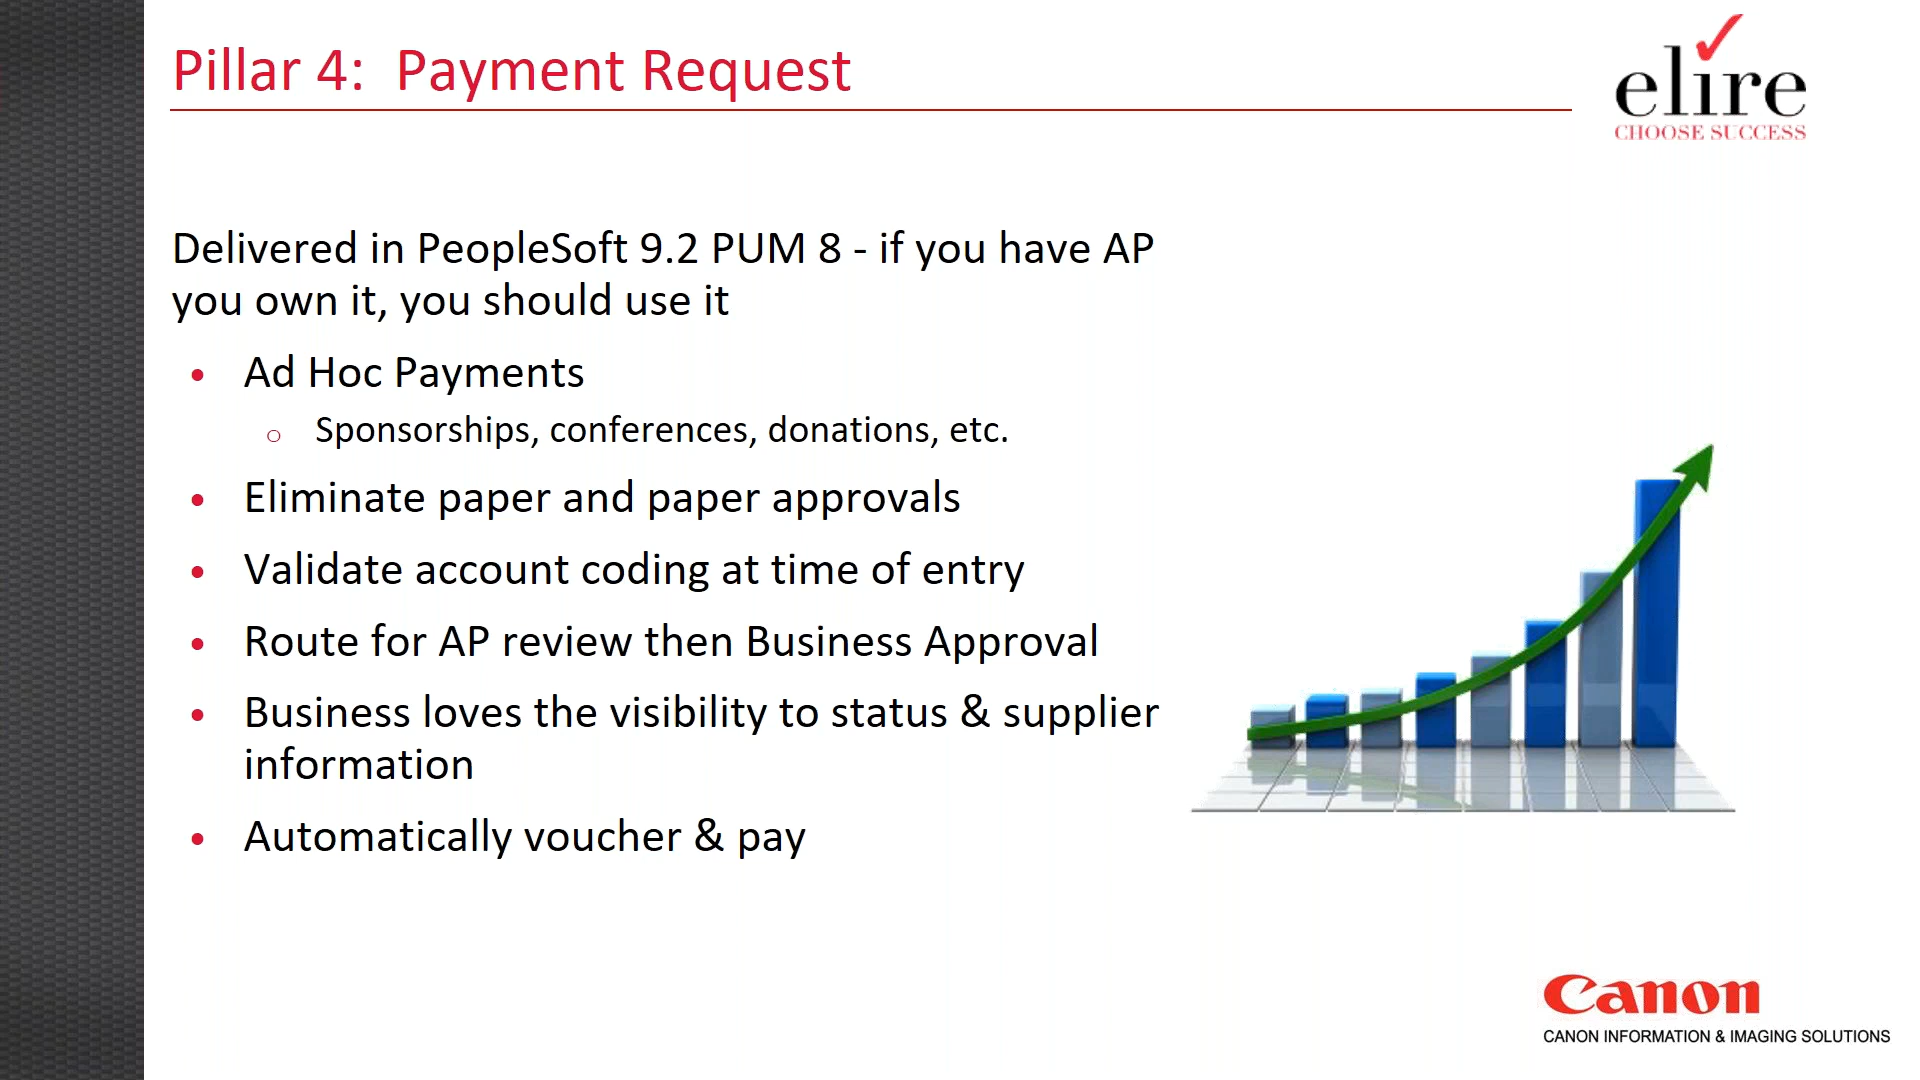 Pillar 4:  Payment Request
elire
CHOOSE SUCCESS
Delivered in PeopleSoft 9.2 PUM 8 - if you have AP
you own it, you should use it
• Ad Hoc Payments
o Sponsorships, conferences, donations, etc.
• Eliminate paper and paper approvals
• Validate account coding at time of entry
• Route for AP review then Business Approval
• Business loves the visibility to status & supplier
information
• Automatically voucher & pay
Canon
CANON INFORMATION & IMAGING SOLUTIONS